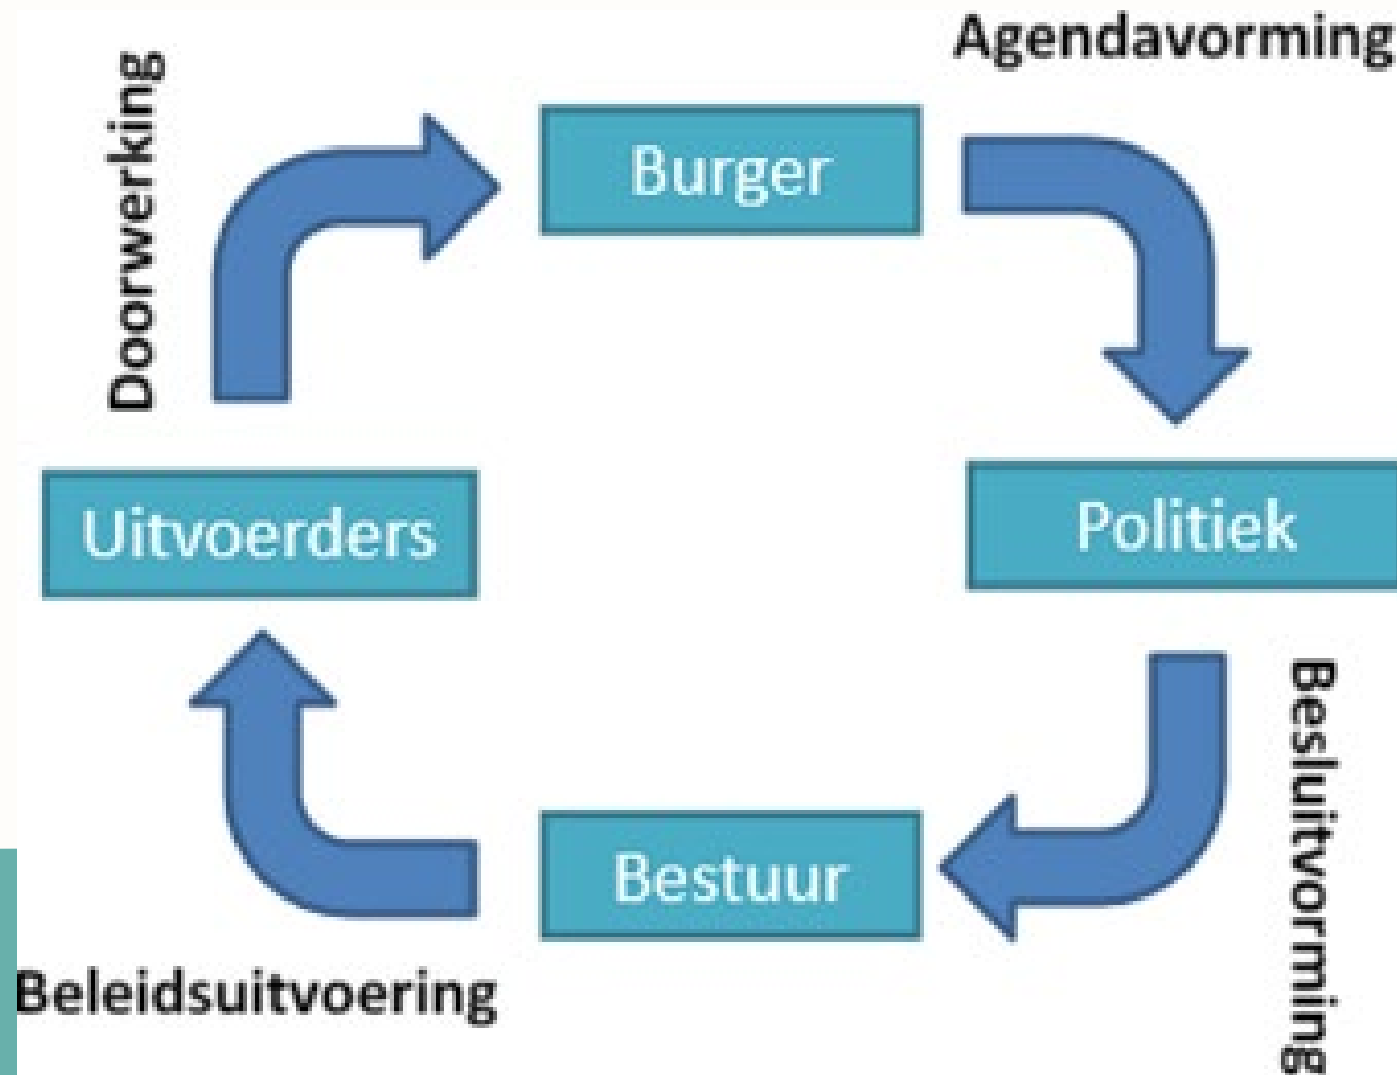 Agendavorming
Doorwerking
Burger
Uitvoerders
Politiek
Besluitvorming
Bestuur
Beleidsuitvoering